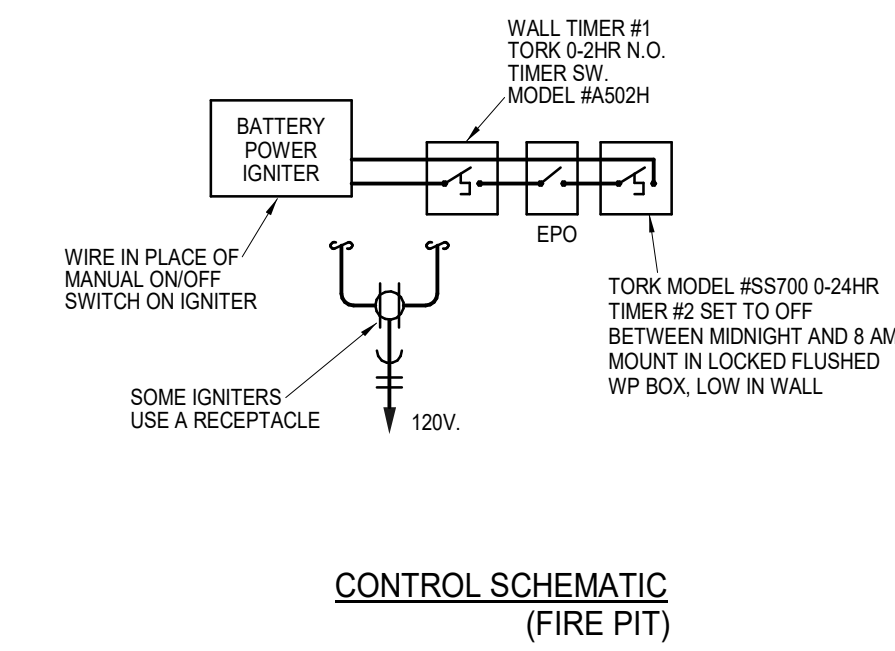 WALL TIMER #1
TORK 0-2HR N.O.
TIMER SW.
MODEL #A502H
BATTERY
POWER
IGNITER
EPO
WIRE IN PLACE OF
MANUAL ON/OFF
SWITCH ON IGNITER
TORK MODEL #SS700 0-24HR
TIMER #2 SET TO OFF
BETWEEN MIDNIGHT AND 8 AM
MOUNT IN LOCKED FLUSHED
WP BOX, LOW IN WALL
SOME IGNITERS
USE A RECEPTACLE
120V.
CONTROL SCHEMATIC
(FIRE PIT)